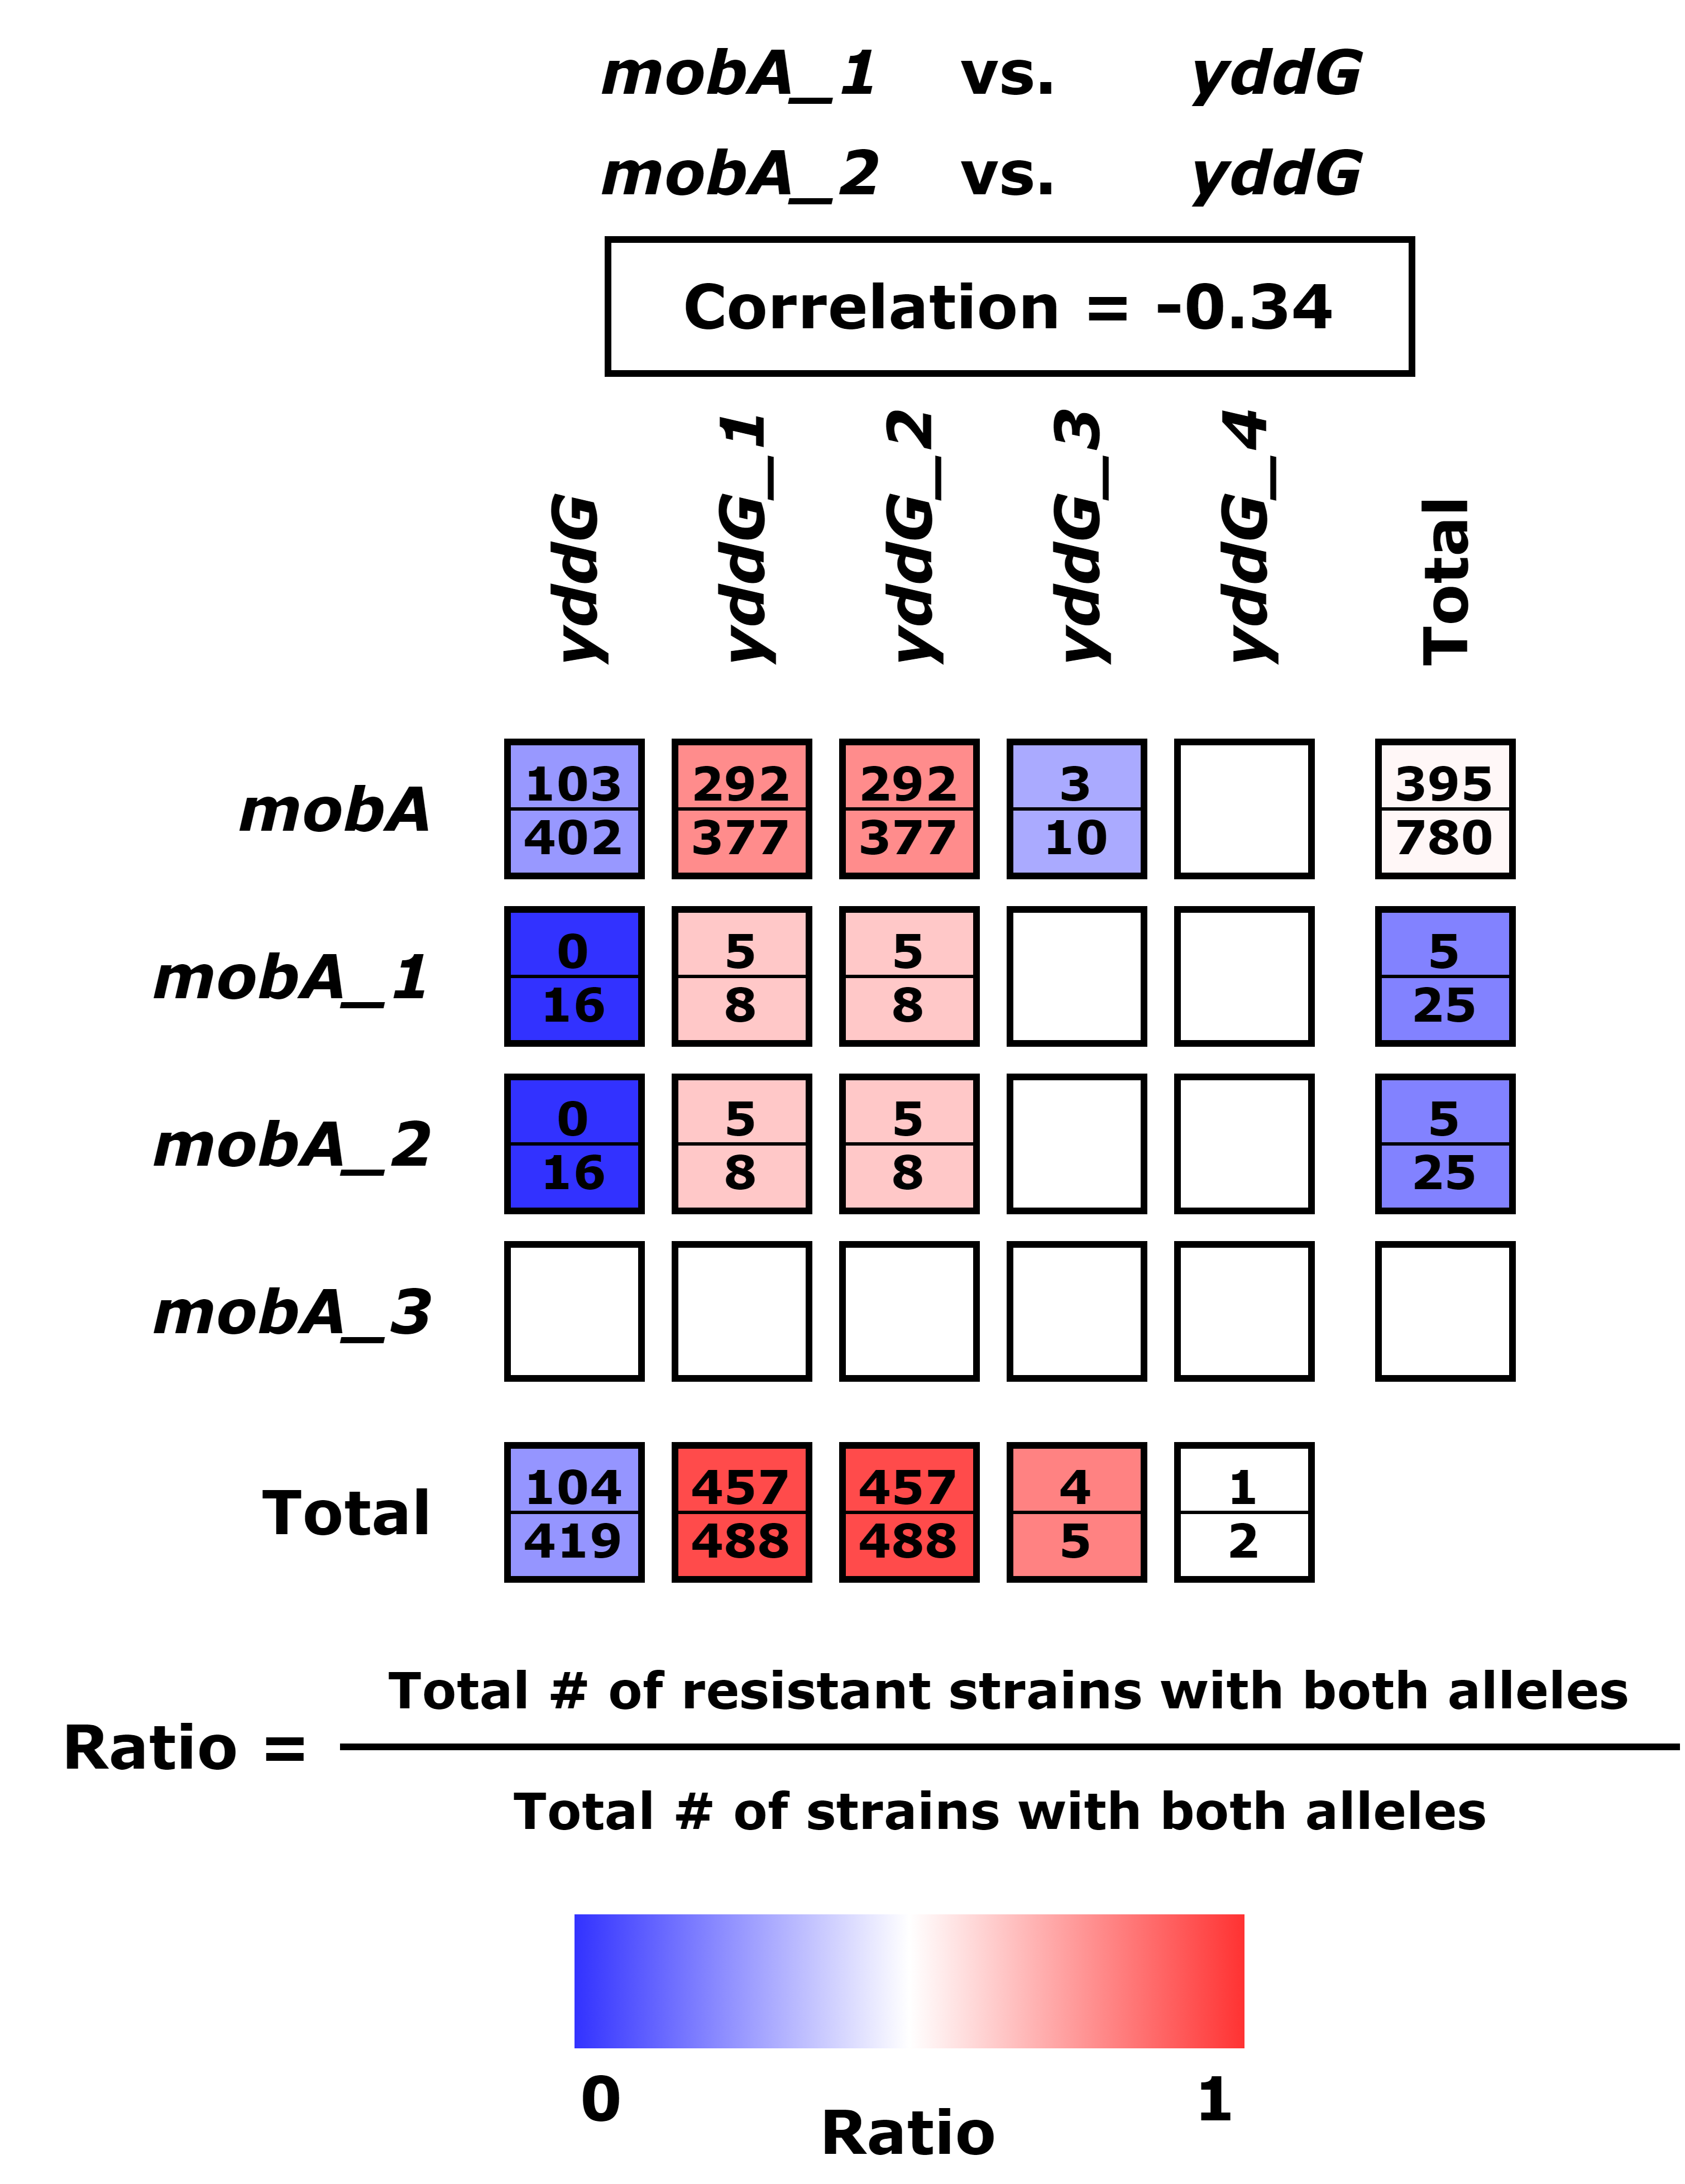 mobA_1 vs. yddG
mobA_2 vs. yddG
Correlation = -0.34
yddG yddG_1 yddG_2 yddG_3 yddG_4 Total
mobA 103 292 292 3 395
402 377 377 10 780
mobA_1 0 5 5 5
16 8 8 25
mobA_2 0 5 5 5
16 8 8 25
mobA_3
Total 104 457 457 4 1
419 488 488 5 2
Total # of resistant strains with both alleles
Ratio =
Total # of strains with both alleles
0 1
Ratio